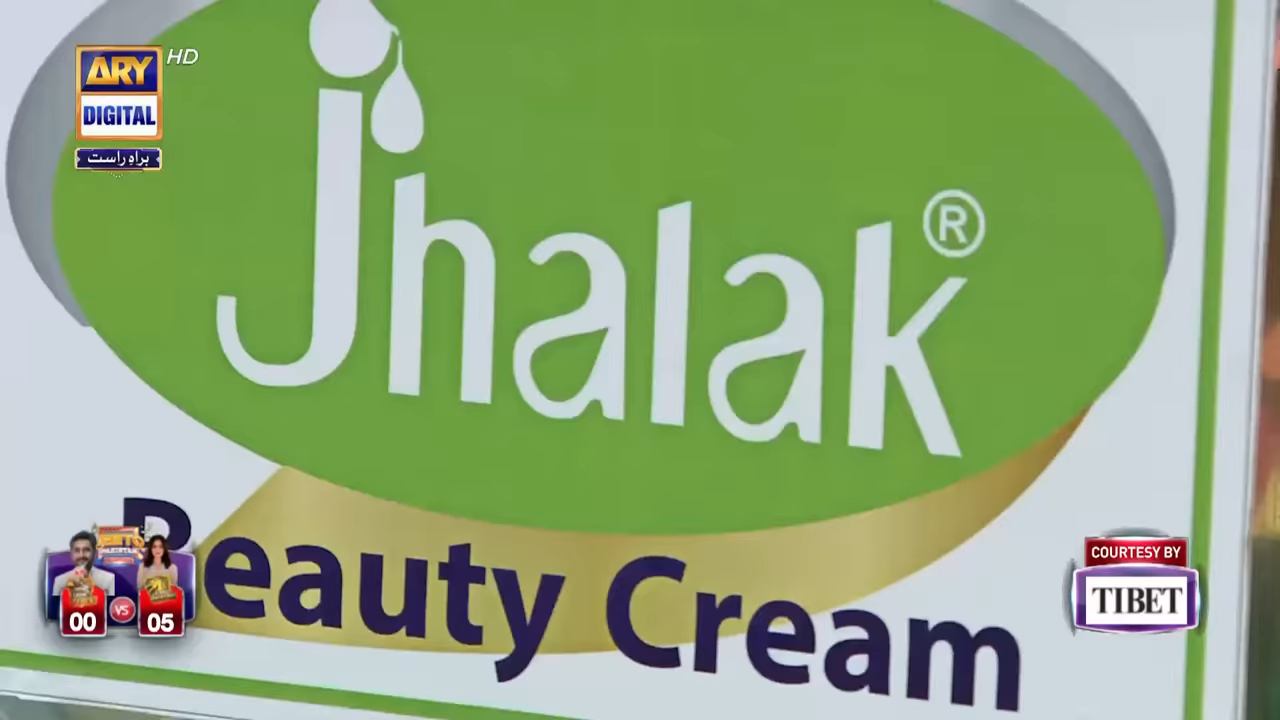 ARY
HD
DIGITAL
براہِ راست
Jhalak®
Beauty Cream
00
VS
05
COURTESY BY
TIBET